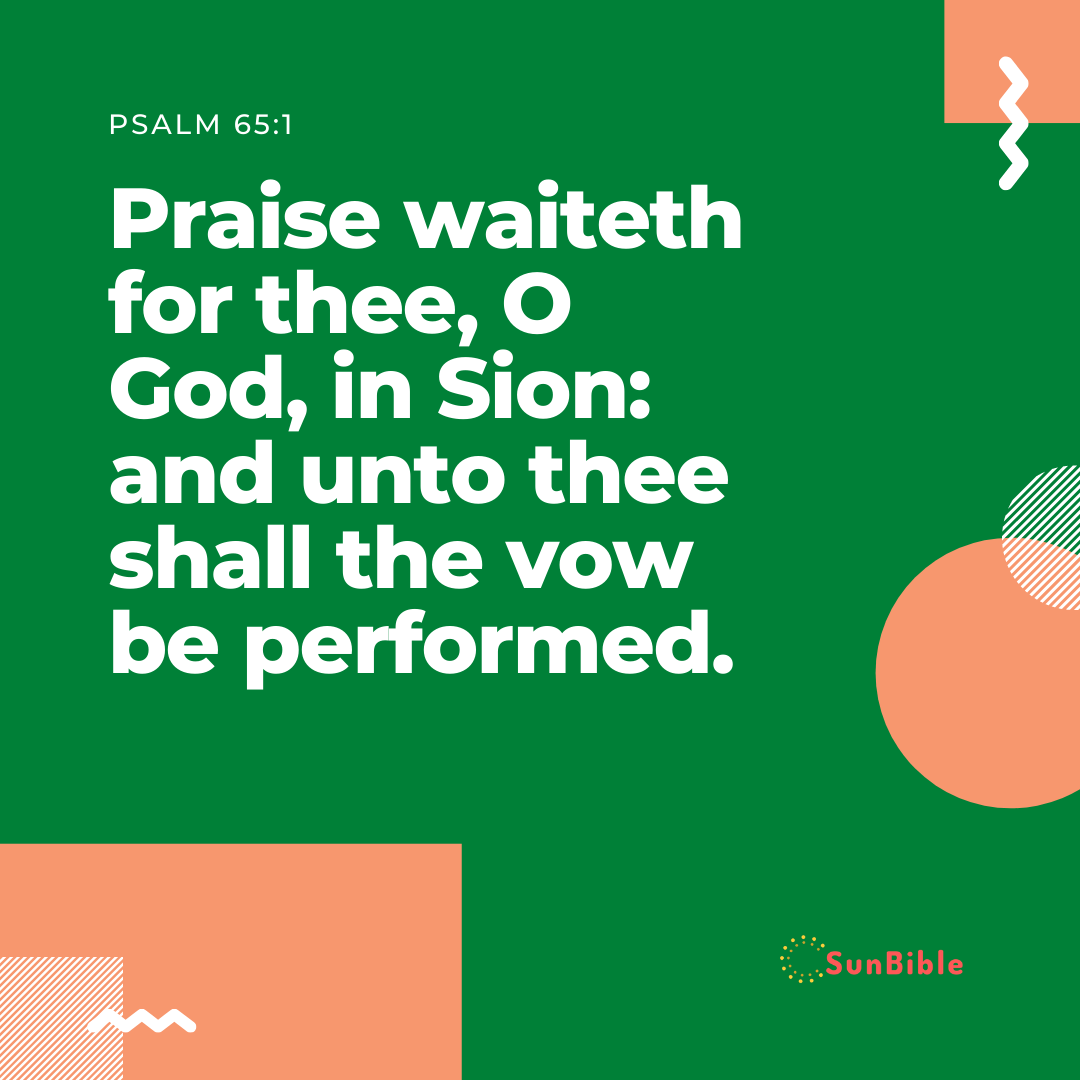 PSALM 65:1
Praise waiteth
for thee, O
God, in Sion:
and unto thee
shall the vow
be performed.
SunBible